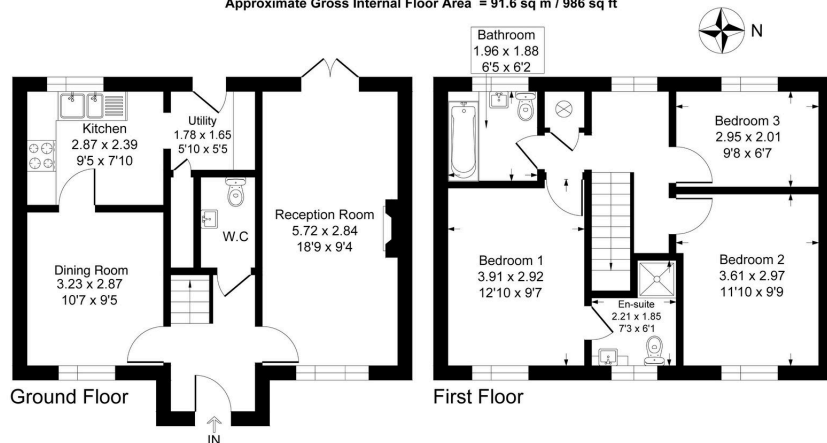 Approximate Gross Internal Floor Area = 91.6 sq m / 986 sq ft
N
Bathroom
1.96 x 1.88
6'5 x 6'2
Kitchen
2.87 x 2.39
9'5 x 7'10
Utility
1.78 x 1.65
5'10 x 5'5
Reception Room
5.72 x 2.84
18'9 x 9'4
W.C
Dining Room
3.23 x 2.87
10'7 x 9'5
Bedroom 3
2.95 x 2.01
9'8 x 6'7
Bedroom 1
3.91 x 2.92
12'10 x 9'7
Bedroom 2
3.61 x 2.97
11'10 x 9'9
En-suite
2.21 x 1.85
7'3 x 6'1
Ground Floor
First Floor
IN